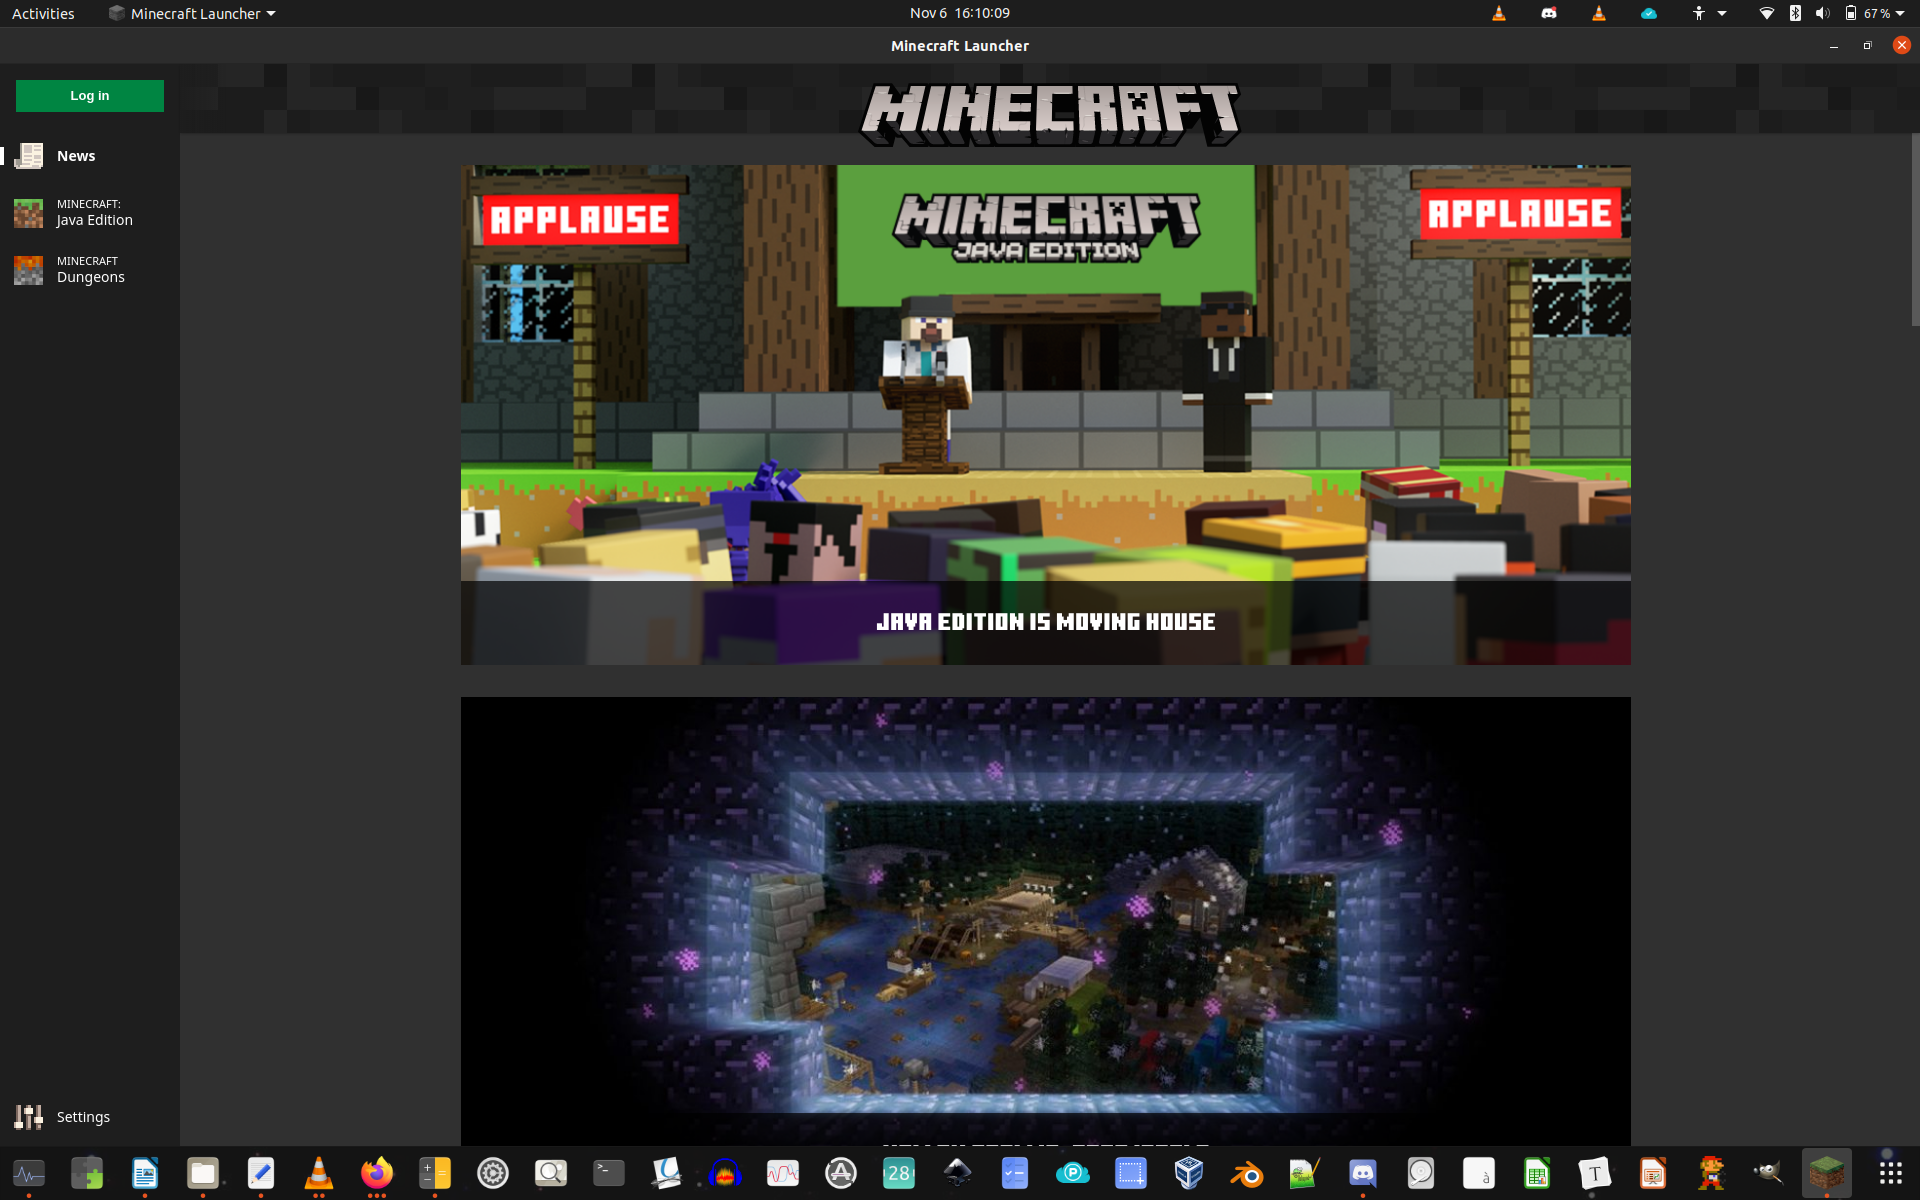 Activities
Minecraft Launcher
Nov 6 16:10:09
67 %
Minecraft Launcher
Log in
MINECRAFT
News
MINECRAFT:
Java Edition
MINECRAFT
Dungeons
APPLAUSE
MINECRAFT
JAVA EDITION
APPLAUSE
JAVA EDITION IS MOVING HOUSE
Settings
28
P
à
T